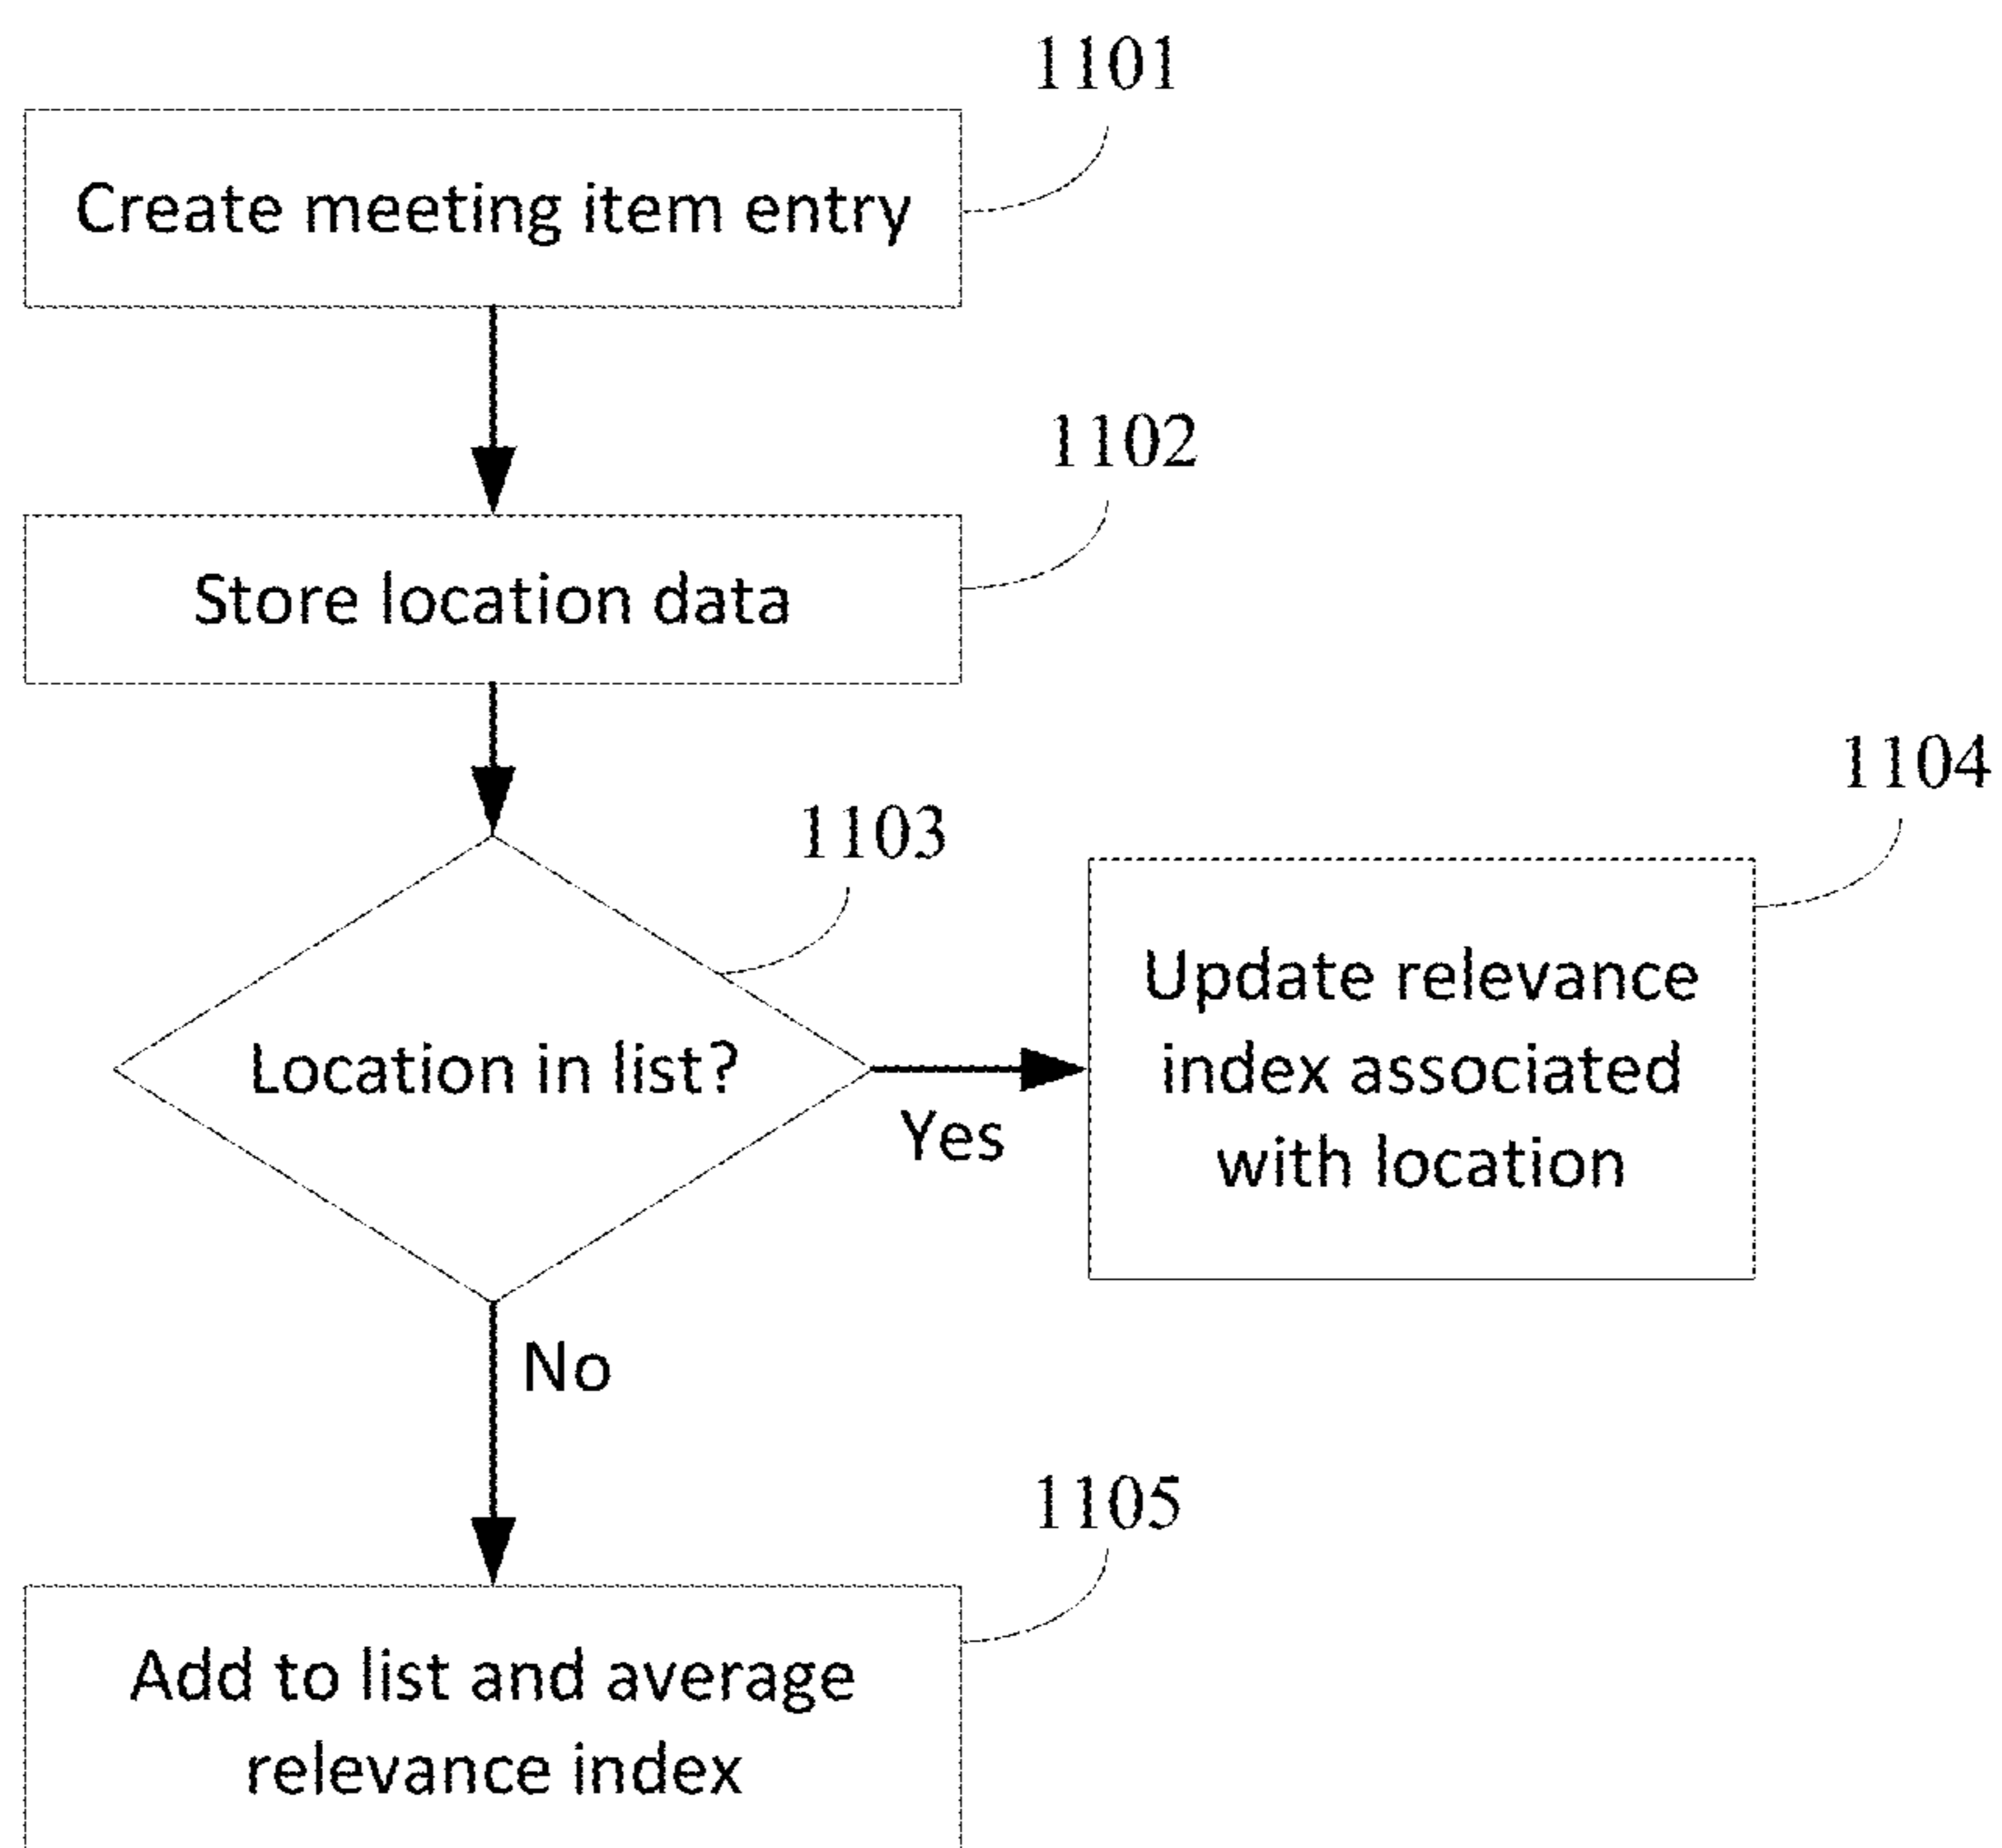 1101
Create meeting item entry
1102
Store location data
1103
1104
Location in list?
Yes
Update relevance
index associated
with location
No
1105
Add to list and average
relevance index